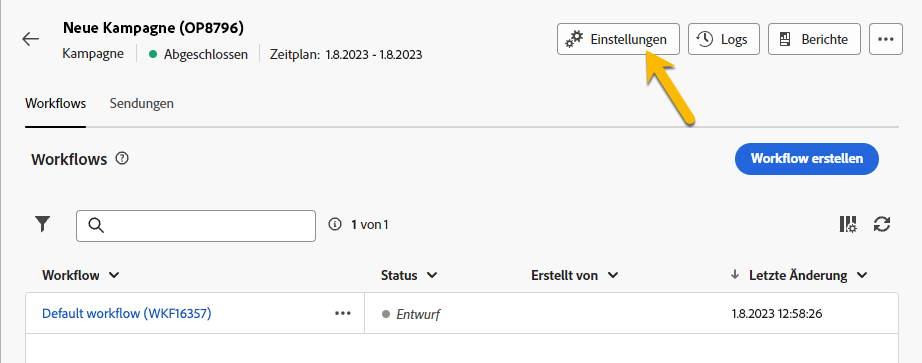 Neue Kampagne (OP8796)
Kampagne Abgeschlossen Zeitplan: 1.8.2023 - 1.8.2023
Einstellungen Logs Berichte
Workflows Sendungen
Workflows
Workflow erstellen
1 von 1
Workflow Status Erstellt von Letzte Änderung
Default workflow (WKF16357) Entwurf 1.8.2023 12:58:26